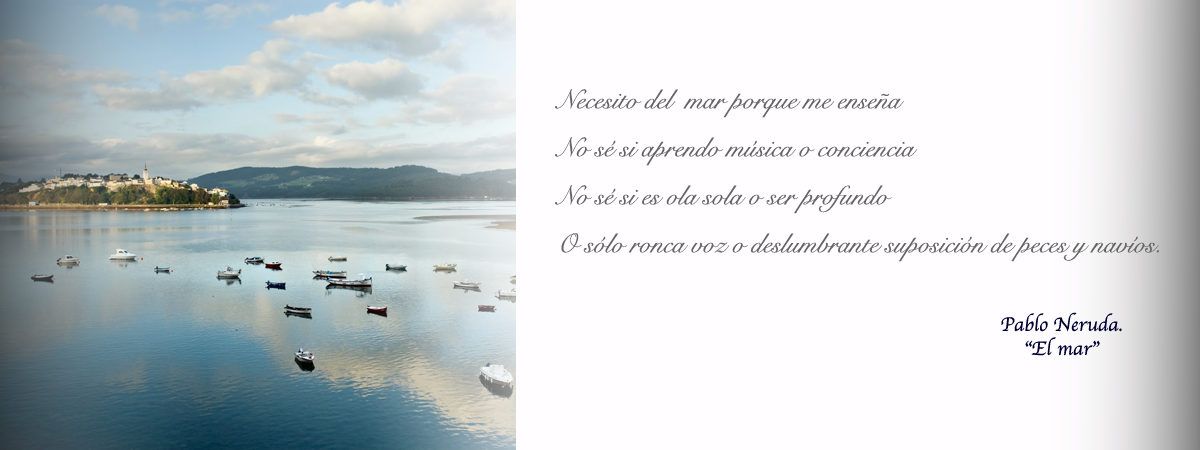 Necesito del mar porque me enseña
No sé si aprendo música o conciencia
No sé si es ola sola o ser profundo
O sólo ronca voz o deslumbrante suposición de peces y navíos.
Pablo Neruda.
“El mar”